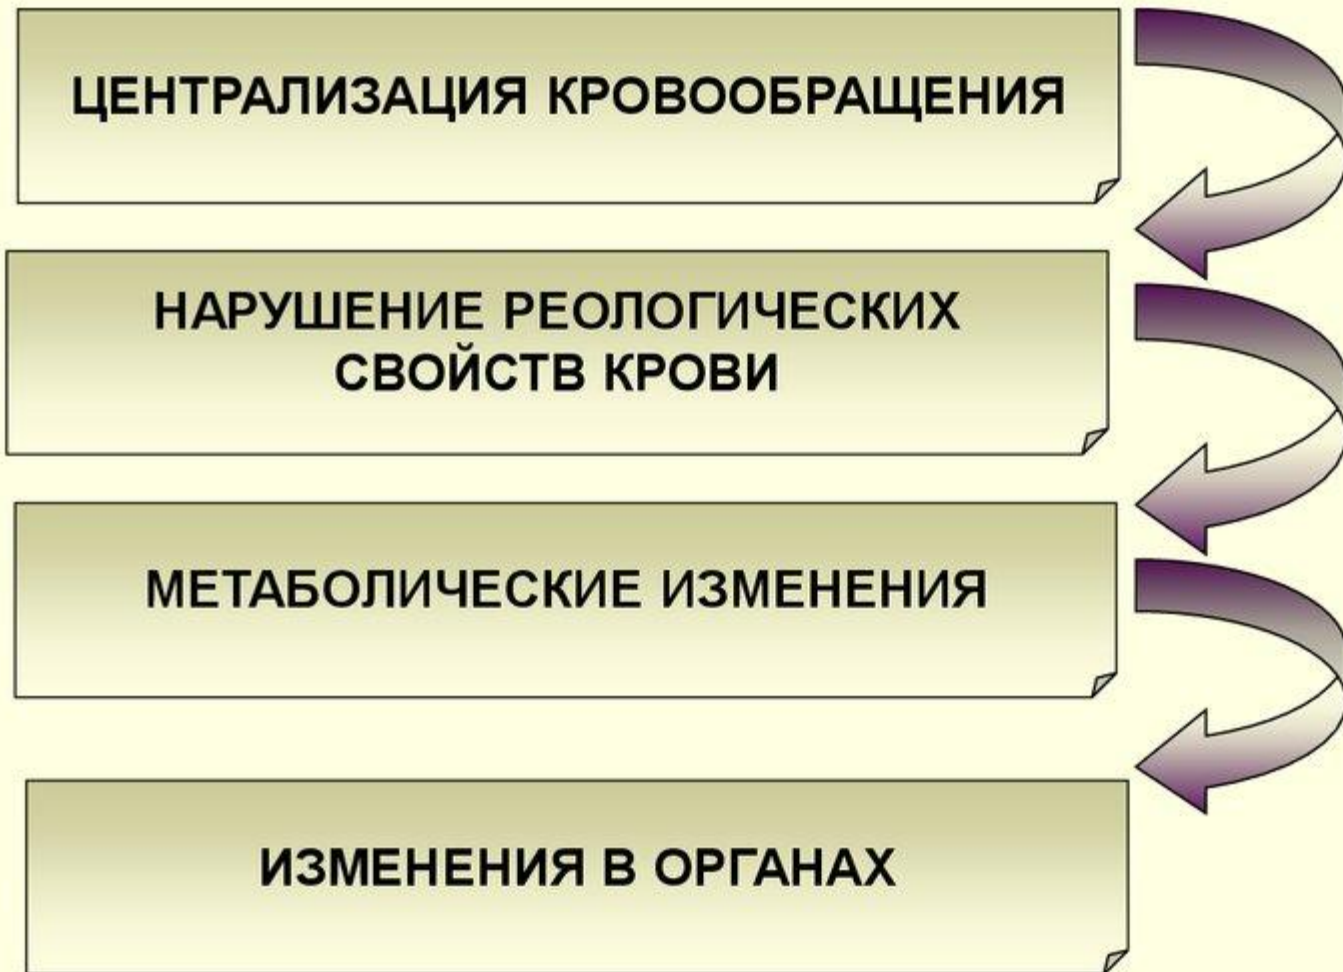 ЦЕНТРАЛИЗАЦИЯ КРОВООБРАЩЕНИЯ
НАРУШЕНИЕ РЕОЛОГИЧЕСКИХ
СВОЙСТВ КРОВИ
МЕТАБОЛИЧЕСКИЕ ИЗМЕНЕНИЯ
ИЗМЕНЕНИЯ В ОРГАНАХ